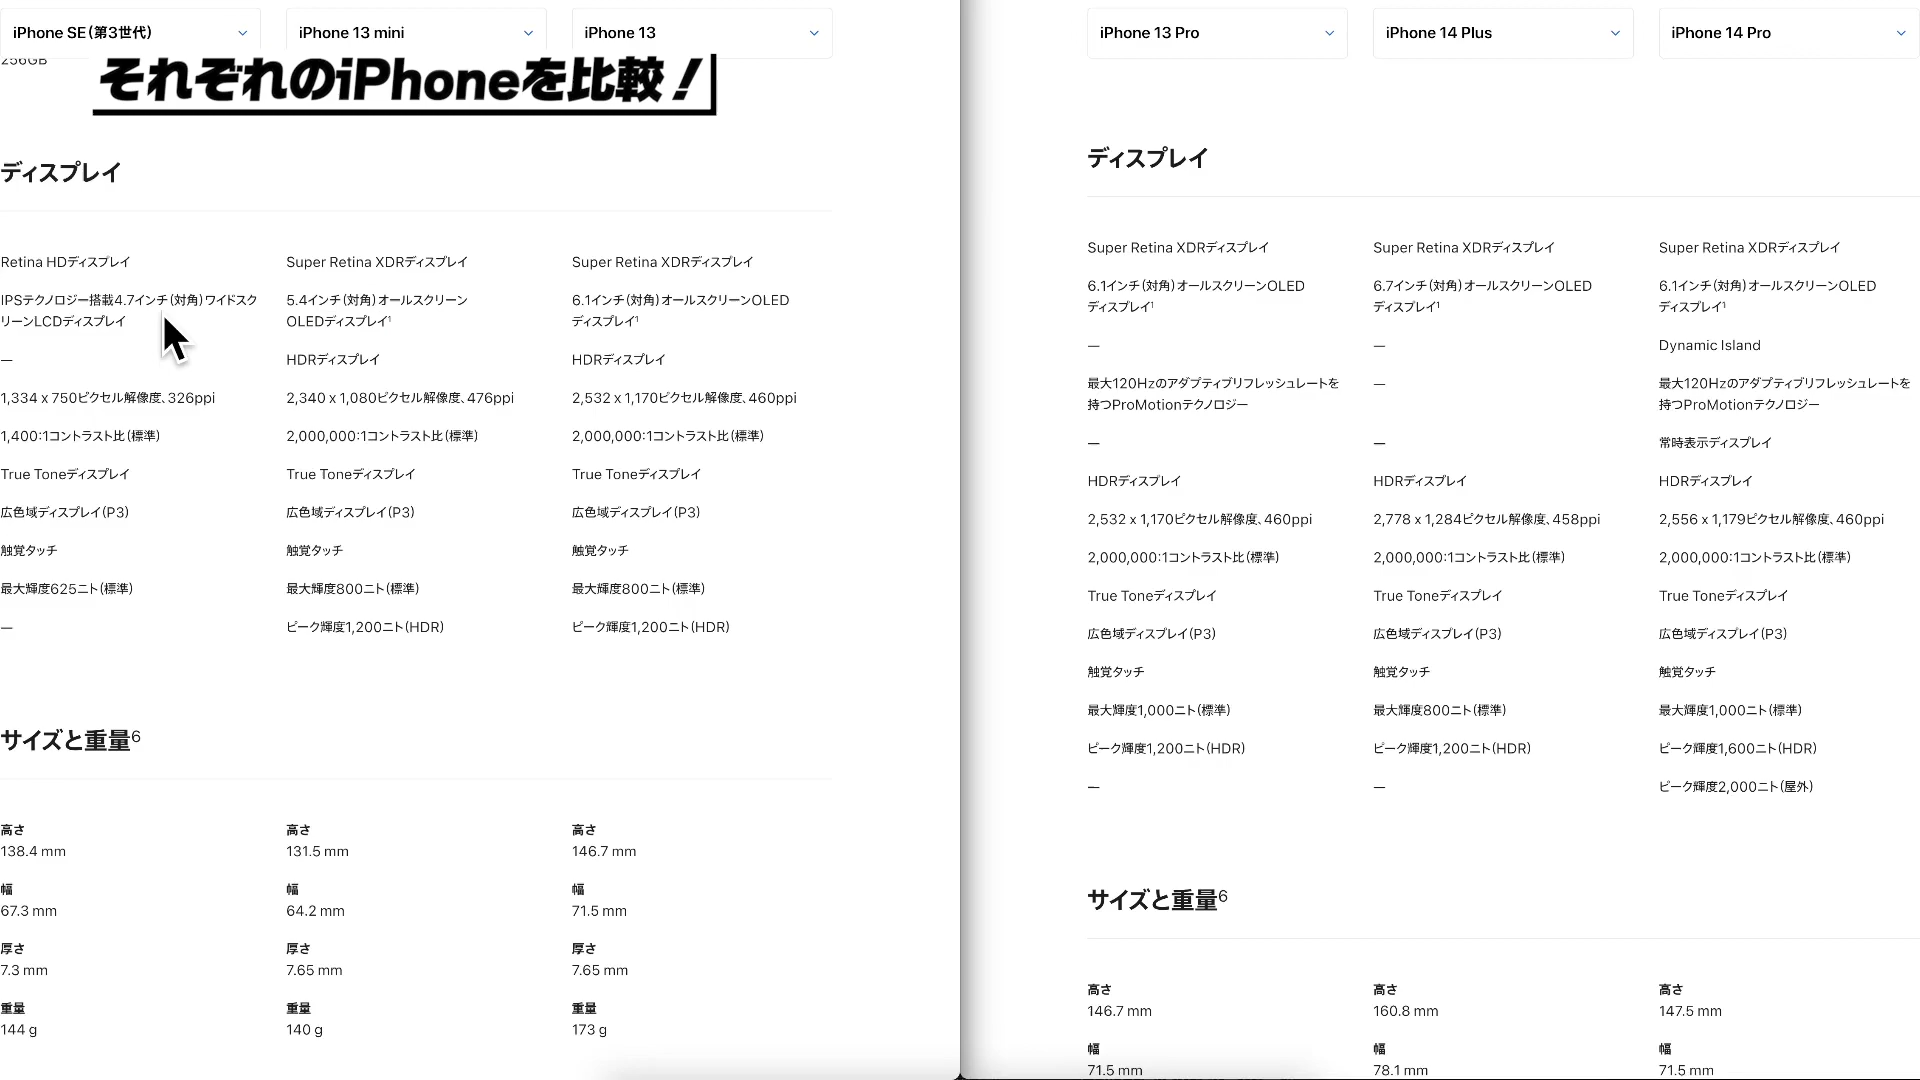 iPhone SE（第3世代）
iPhone 13 mini
iPhone 13
256GB
それぞれのiPhoneを比較！
ディスプレイ
Retina HDディスプレイ
Super Retina XDRディスプレイ
Super Retina XDRディスプレイ
IPSテクノロジー搭載4.7インチ（対角）ワイドスク
リーンLCDディスプレイ
5.4インチ（対角）オールスクリーン
OLEDディスプレイ¹
6.1インチ（対角）オールスクリーンOLED
ディスプレイ¹
—
HDRディスプレイ
HDRディスプレイ
1,334 x 750ピクセル解像度、326ppi
2,340 x 1,080ピクセル解像度、476ppi
2,532 x 1,170ピクセル解像度、460ppi
1,400:1コントラスト比（標準）
2,000,000:1コントラスト比（標準）
2,000,000:1コントラスト比（標準）
True Toneディスプレイ
True Toneディスプレイ
True Toneディスプレイ
広色域ディスプレイ(P3)
広色域ディスプレイ(P3)
広色域ディスプレイ(P3)
触覚タッチ
触覚タッチ
触覚タッチ
最大輝度625ニト（標準）
最大輝度800ニト（標準）
最大輝度800ニト（標準）
—
ピーク輝度1,200ニト(HDR)
ピーク輝度1,200ニト(HDR)
サイズと重量⁶
高さ
138.4 mm
高さ
131.5 mm
高さ
146.7 mm
幅
67.3 mm
幅
64.2 mm
幅
71.5 mm
厚さ
7.3 mm
厚さ
7.65 mm
厚さ
7.65 mm
重量
144 g
重量
140 g
重量
173 g
iPhone 13 Pro
iPhone 14 Plus
iPhone 14 Pro
ディスプレイ
Super Retina XDRディスプレイ
Super Retina XDRディスプレイ
Super Retina XDRディスプレイ
6.1インチ（対角）オールスクリーンOLED
ディスプレイ¹
6.7インチ（対角）オールスクリーンOLED
ディスプレイ¹
6.1インチ（対角）オールスクリーンOLED
ディスプレイ¹
—
—
Dynamic Island
最大120Hzのアダプティブリフレッシュレートを
持つProMotionテクノロジー
—
最大120Hzのアダプティブリフレッシュレートを
持つProMotionテクノロジー
—
—
常時表示ディスプレイ
HDRディスプレイ
HDRディスプレイ
HDRディスプレイ
2,532 x 1,170ピクセル解像度、460ppi
2,778 x 1,284ピクセル解像度、458ppi
2,556 x 1,179ピクセル解像度、460ppi
2,000,000:1コントラスト比（標準）
2,000,000:1コントラスト比（標準）
2,000,000:1コントラスト比（標準）
True Toneディスプレイ
True Toneディスプレイ
True Toneディスプレイ
広色域ディスプレイ(P3)
広色域ディスプレイ(P3)
広色域ディスプレイ(P3)
触覚タッチ
触覚タッチ
触覚タッチ
最大輝度1,000ニト（標準）
最大輝度800ニト（標準）
最大輝度1,000ニト（標準）
ピーク輝度1,200ニト(HDR)
ピーク輝度1,200ニト(HDR)
ピーク輝度1,600ニト(HDR)
—
—
ピーク輝度2,000ニト（屋外）
サイズと重量⁶
高さ
146.7 mm
高さ
160.8 mm
高さ
147.5 mm
幅
71.5 mm
幅
78.1 mm
幅
71.5 mm